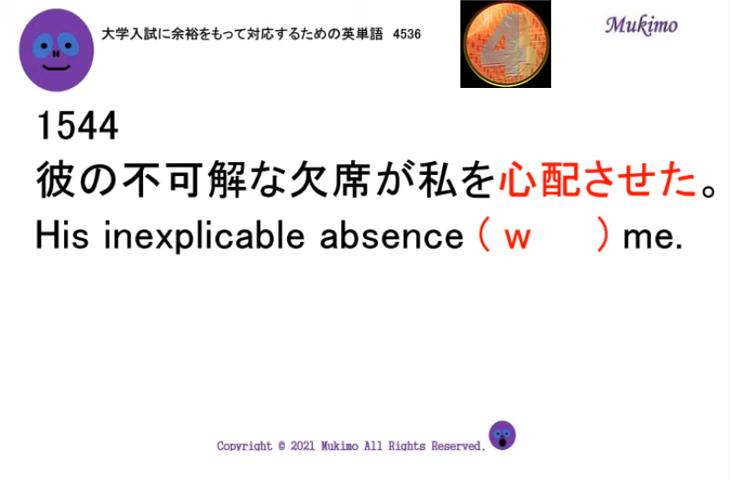 大学入試に余裕をもって対応するための英単語 4536
4
Mukimo
1544
彼の不可解な欠席が私を心配させた。
His inexplicable absence ( w ) me.
Copyright © 2021 Mukimo All Rights Reserved.